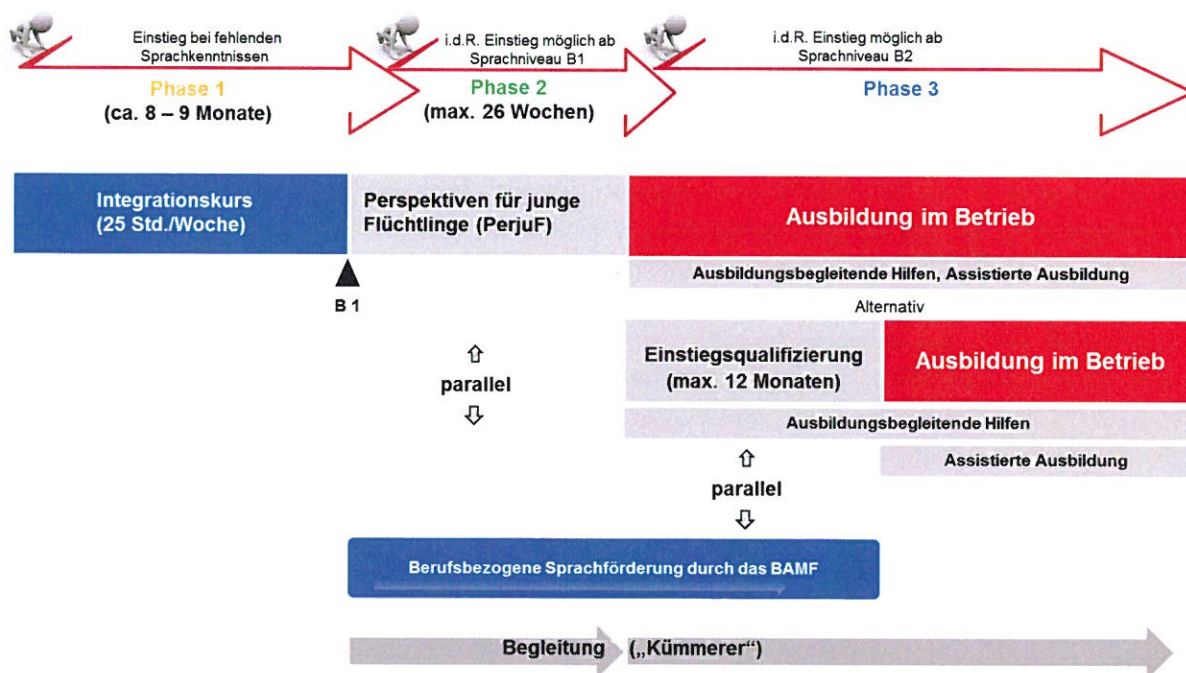 Einstieg bei fehlenden
Sprachkenntnissen
Phase 1
(ca. 8 – 9 Monate)
i.d.R. Einstieg möglich ab
Sprachniveau B1
Phase 2
(max. 26 Wochen)
i.d.R. Einstieg möglich ab
Sprachniveau B2
Phase 3
Integrationskurs
(25 Std./Woche)
Perspektiven für junge
Flüchtlinge (PerjuF)
Ausbildung im Betrieb
Ausbildungsbegleitende Hilfen, Assistierte Ausbildung
B 1
Alternativ
Einstiegsqualifizierung
(max. 12 Monaten)
Ausbildung im Betrieb
parallel
Ausbildungsbegleitende Hilfen
Assistierte Ausbildung
parallel
Berufsbezogene Sprachförderung durch das BAMF
Begleitung („Kümmerer“)